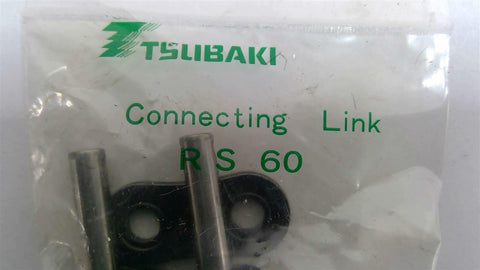 TSUBAKI
Connecting Link
RS 60